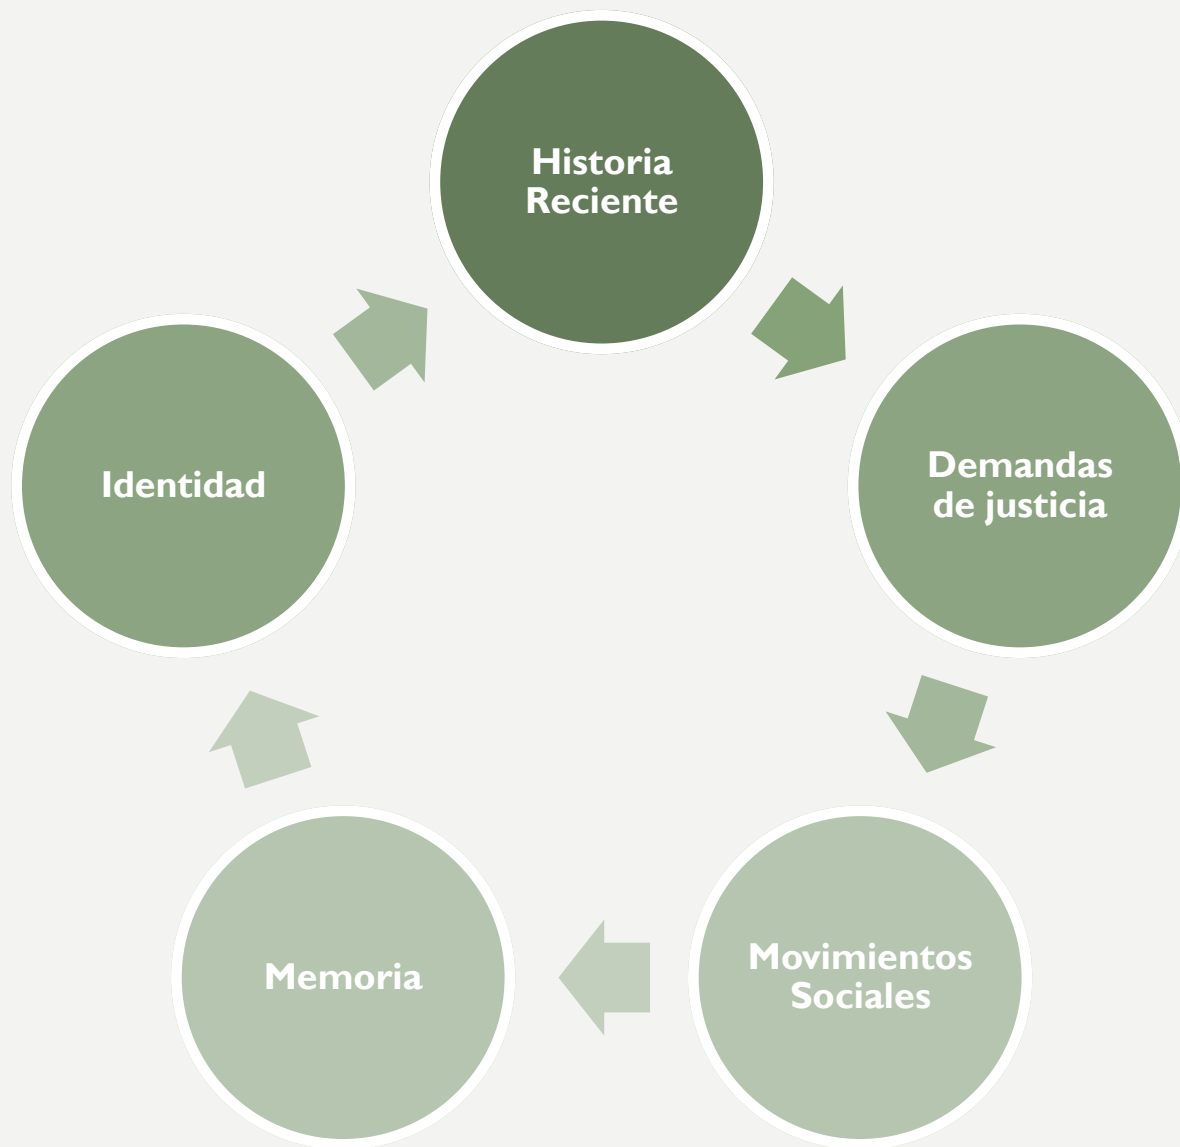 Historia
Reciente
Demandas
de justicia
Movimientos
Sociales
Memoria
Identidad